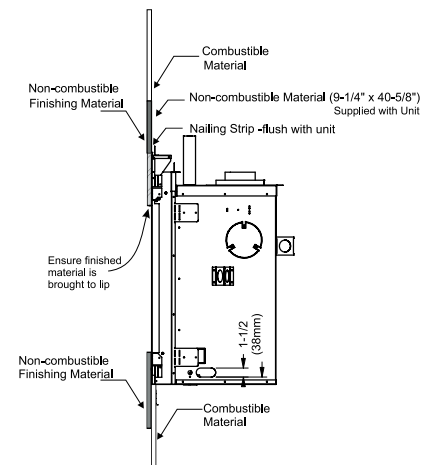 Combustible
Material
Non-combustible
Finishing Material
Non-combustible Material (9-1/4" x 40-5/8")
Supplied with Unit
Nailing Strip -flush with unit
Ensure finished
material is
brought to lip
1-1/2
(38mm)
Non-combustible
Finishing Material
Combustible
Material